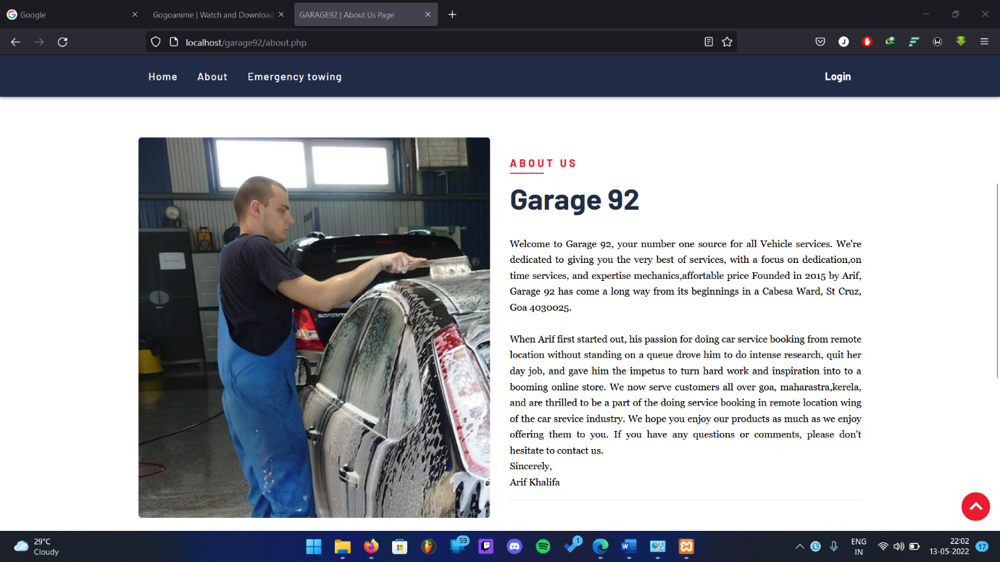 Google
Gogoanime | Watch and Download
GARAGE92 | About Us Page
localhost/garage92/about.php
Home
About
Emergency towing
Login
SORENTO
ABOUT US
Garage 92
Welcome to Garage 92, your number one source for all Vehicle services. We're
dedicated to giving you the very best of services, with a focus on dedication,on
time services, and expertise mechanics,affortable price Founded in 2015 by Arif,
Garage 92 has come a long way from its beginnings in a Cabesa Ward, St Cruz,
Goa 4030025.
When Arif first started out, his passion for doing car service booking from remote
location without standing on a queue drove him to do intense research, quit her
day job, and gave him the impetus to turn hard work and inspiration into to a
booming online store. We now serve customers all over goa, maharastra,kerela,
and are thrilled to be a part of the doing service booking in remote location wing
of the car srevice industry. We hope you enjoy our products as much as we enjoy
offering them to you. If you have any questions or comments, please don't
hesitate to contact us.
Sincerely,
Arif Khalifa
29°C
Cloudy
59
1
ENG
IN
22:02
13-05-2022
17